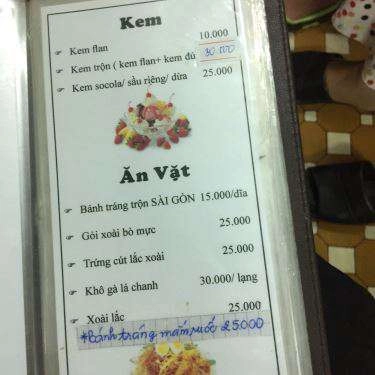 Kem
Kem flan 10.000
Kem trộn ( kem flan+ kem dừ 30.000
Kem socola/ sầu riêng/ dừa 25.000
Ăn Vặt
Bánh tráng trộn SÀI GÒN 15.000/dĩa
Gỏi xoài bò mực 25.000
Trứng cút lắc xoài 25.000
Khô gà lá chanh 30.000/ lạng
Xoài lắc 25.000
*Bánh tráng mắm ruốc 25000